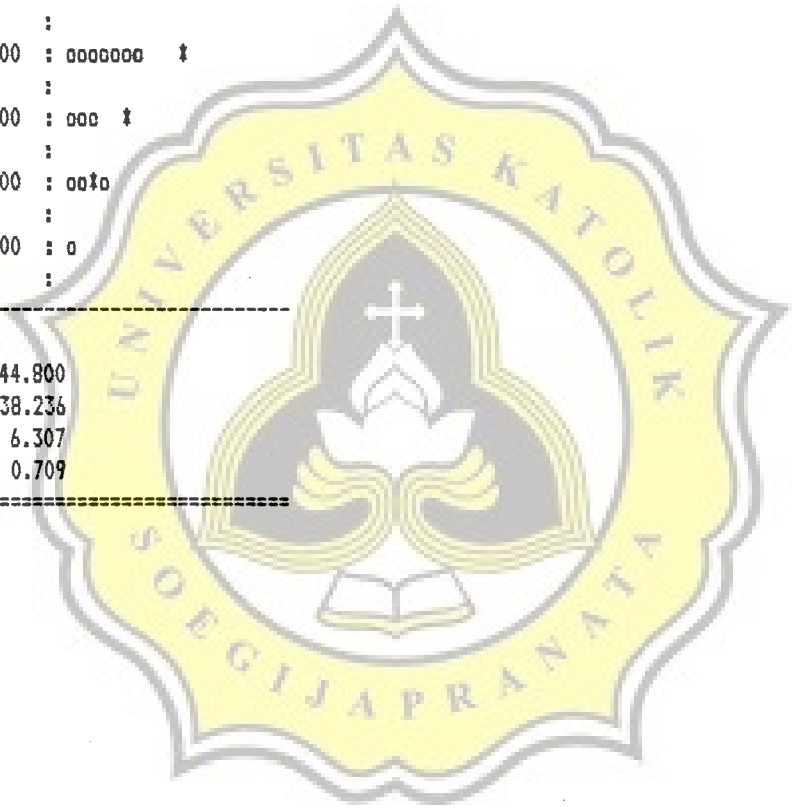 :
00 : ooooooo *
:
00 : ooo *
:
00 : oo*o
:
00 : o
:
--------------------------------
44.800
38.236
6.307
0.709
================================
UNIVERSITAS KATOLIK
SOEGIJAPRANATA